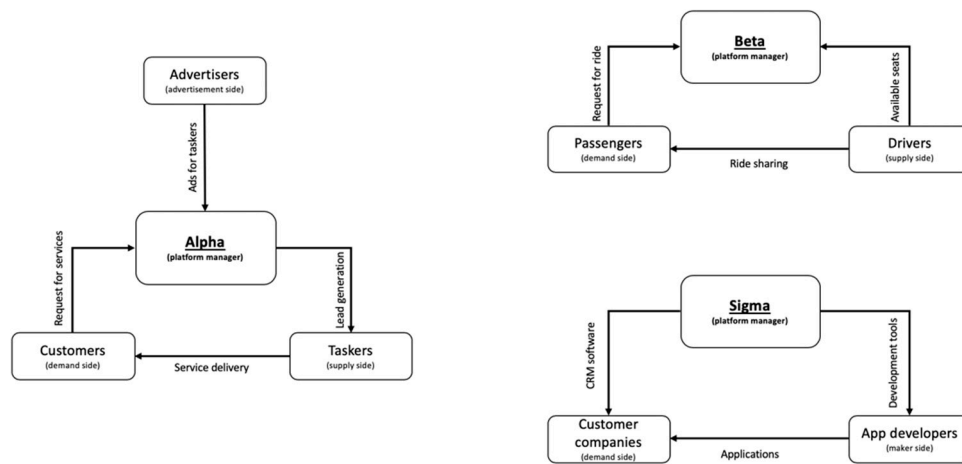 Advertisers
(advertisement side)
Ads for taskers
Alpha
(platform manager)
Request for services
Lead generation
Customers
(demand side)
Service delivery
Taskers
(supply side)
Beta
(platform manager)
Request for ride
Available seats
Passengers
(demand side)
Ride sharing
Drivers
(supply side)
Sigma
(platform manager)
CRM software
Development tools
Customer
companies
(demand side)
Applications
App developers
(maker side)